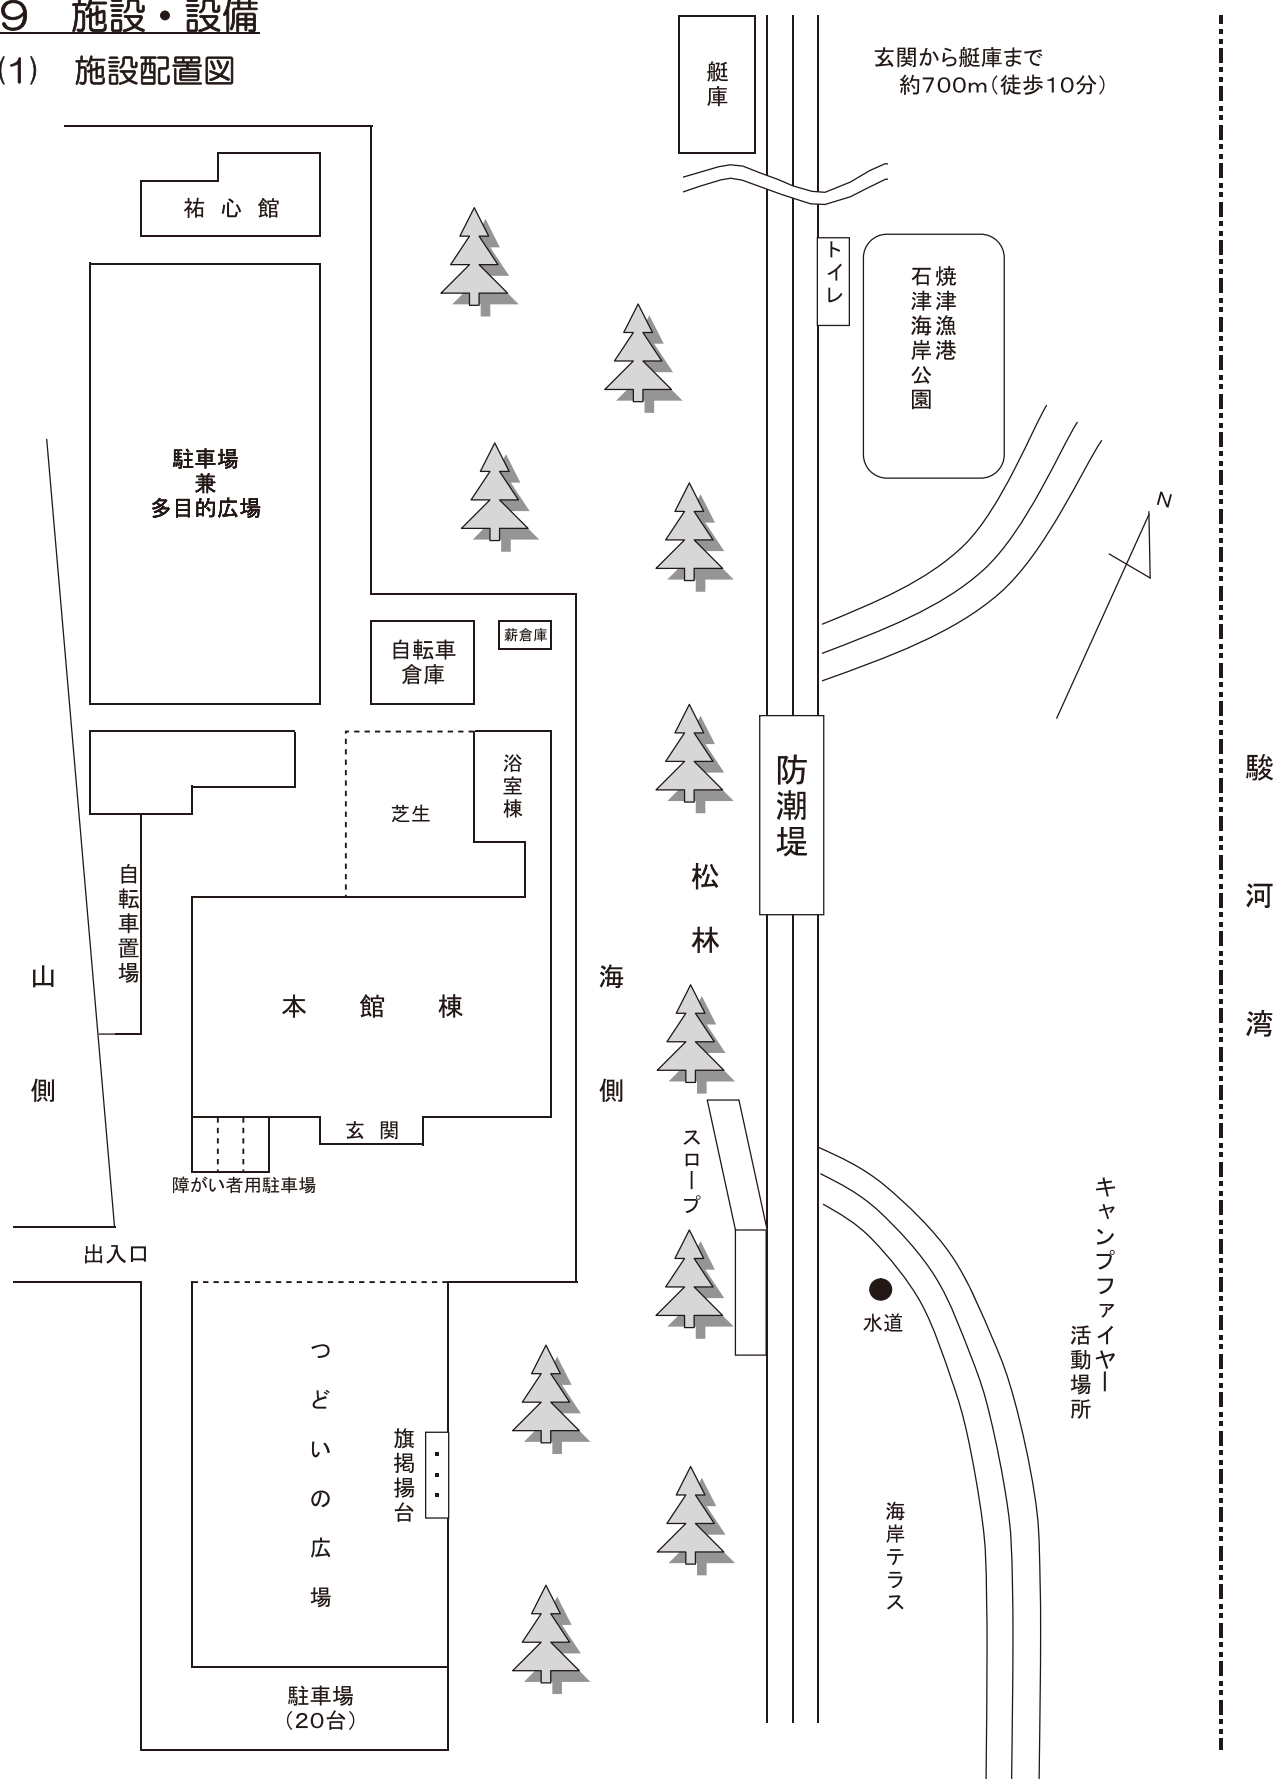 9　施設・設備
(1)　施設配置図
艇庫
玄関から艇庫まで
約700m（徒歩10分）
祐心館
トイレ
焼津漁港
石津海岸公園
駐車場
兼
多目的広場
N
自転車
倉庫
薪倉庫
浴室棟
芝生
防潮堤
駿河湾
松林
自転車置場
山側
本館棟
海側
玄関
障がい者用駐車場
スロープ
出入口
キャンプファイヤー
活動場所
水道
つどいの広場
旗掲揚台
海岸テラス
駐車場
（20台）